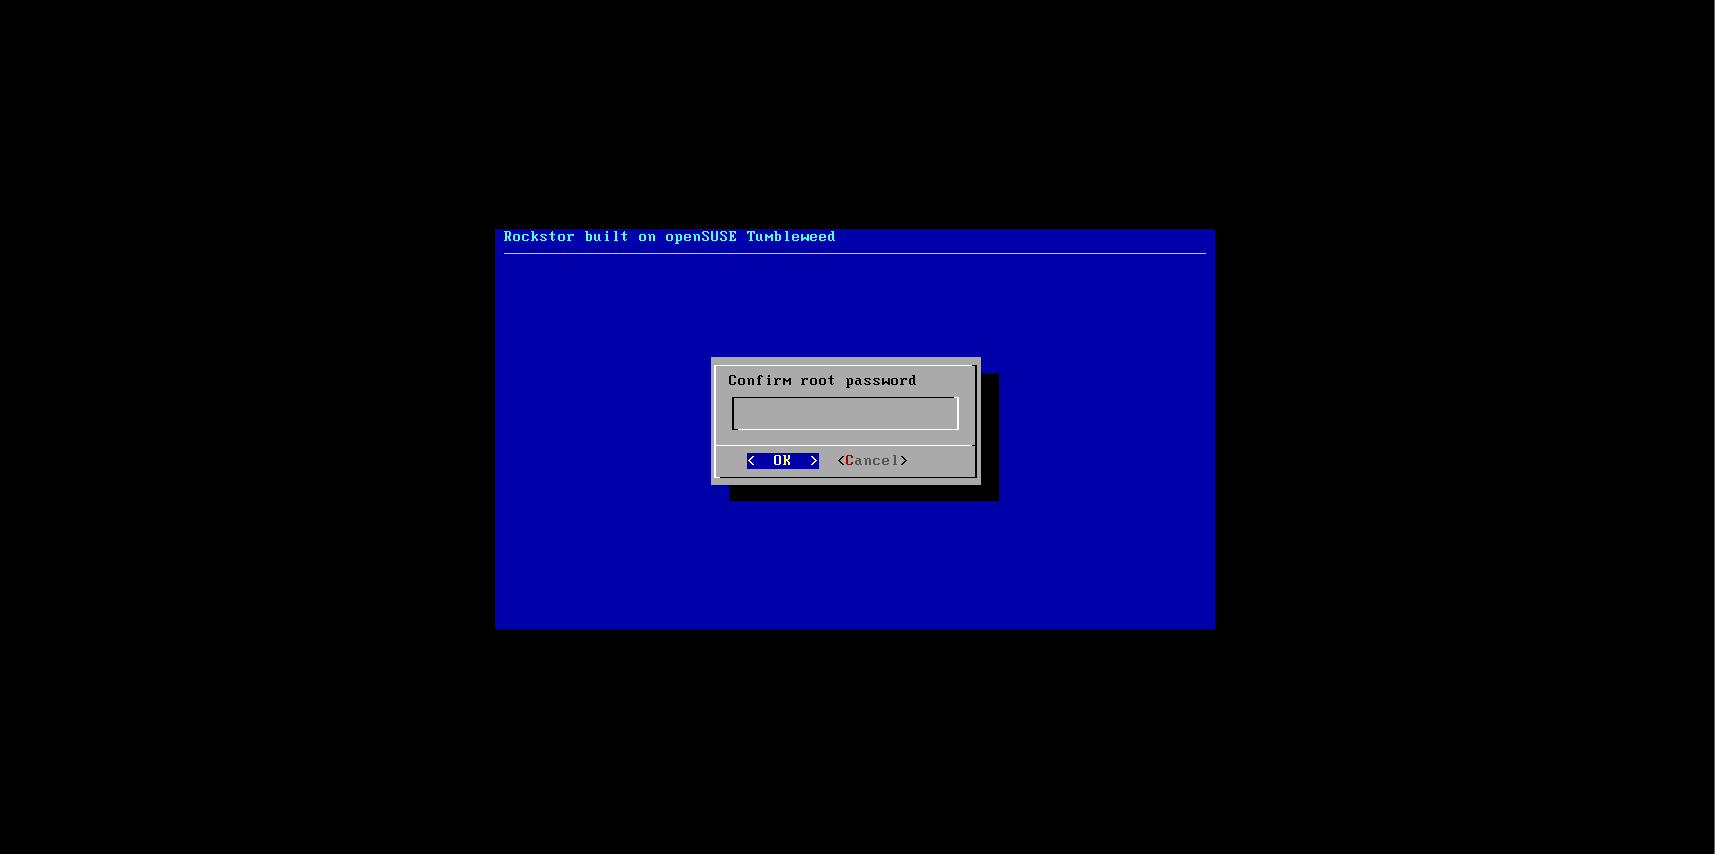 Rockstor built on openSUSE Tumbleweed
Confirm root password
<  OK  > <Cancel>